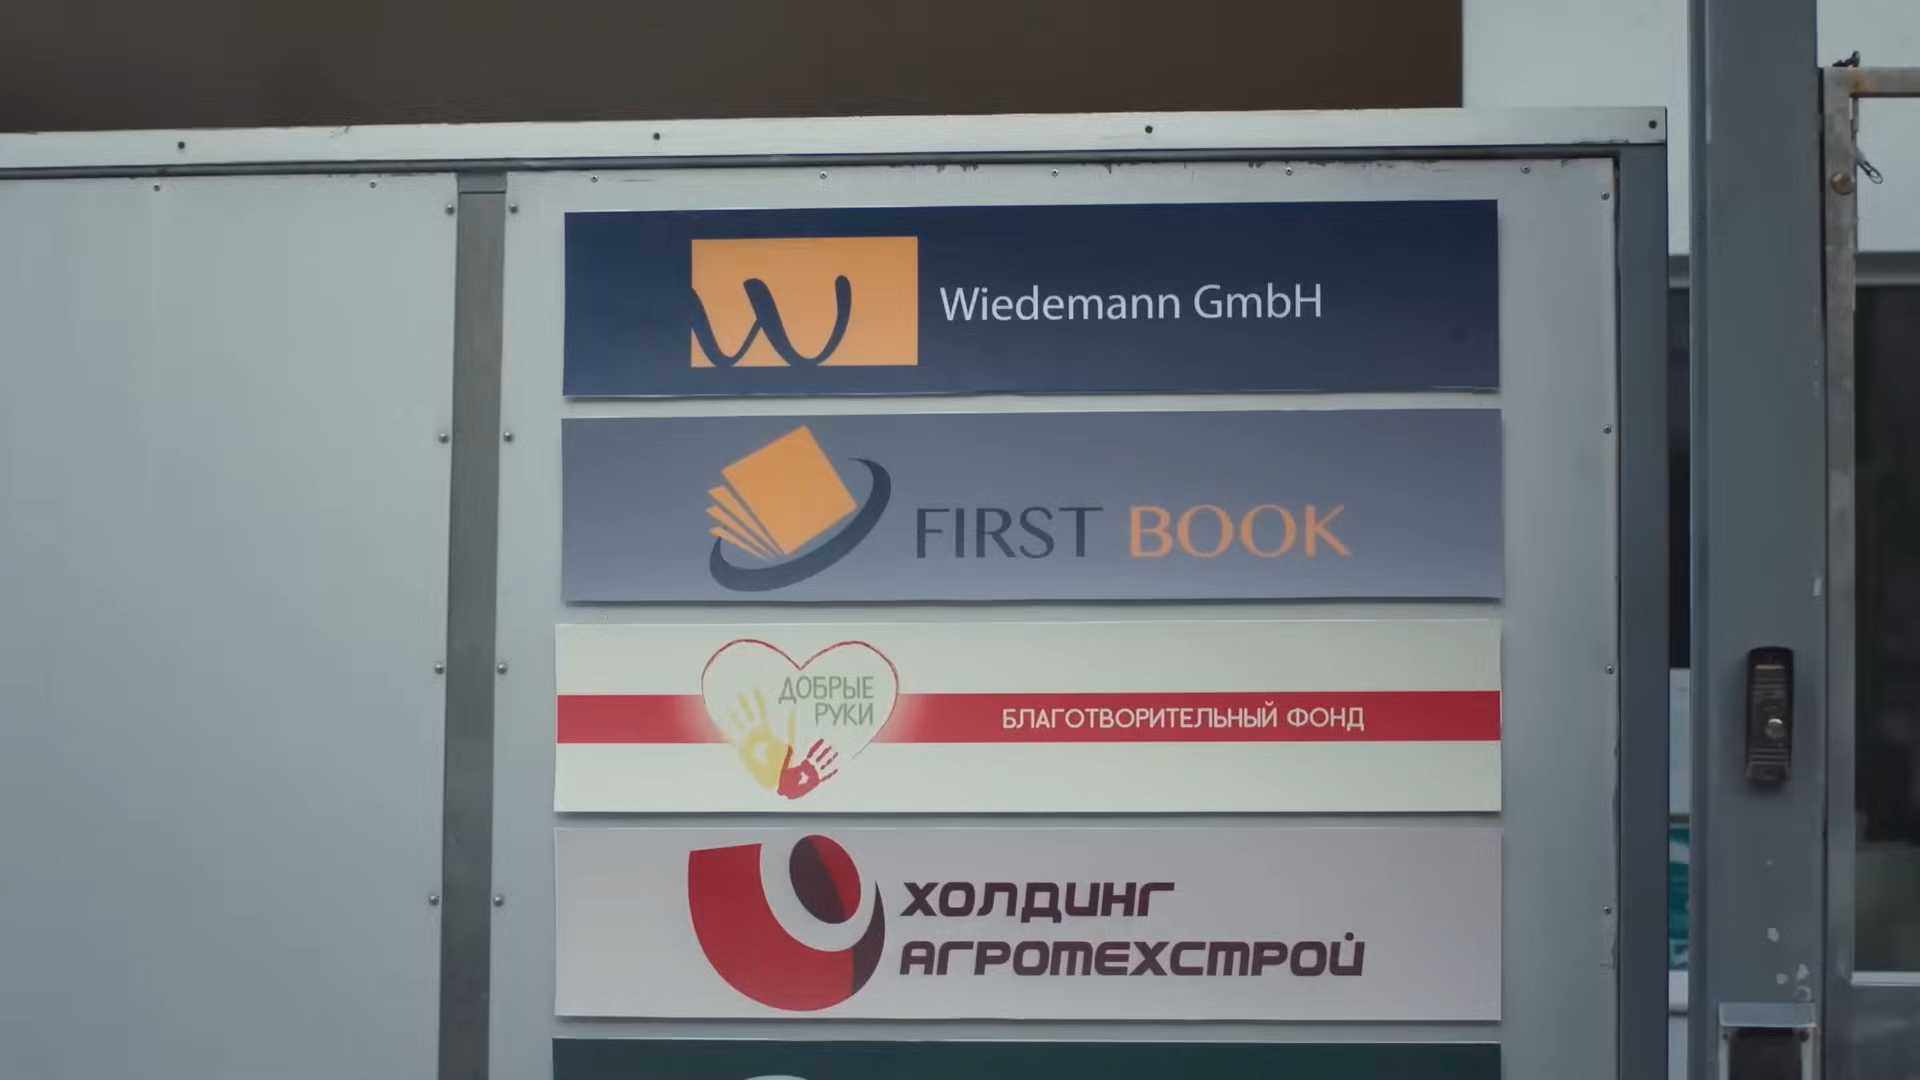 W
Wiedemann GmbH
FIRST BOOK
ДОБРЫЕ
РУКИ
БЛАГОТВОРИТЕЛЬНЫЙ ФОНД
ХОЛДИНГ
АГРОТЕХСТРОЙ